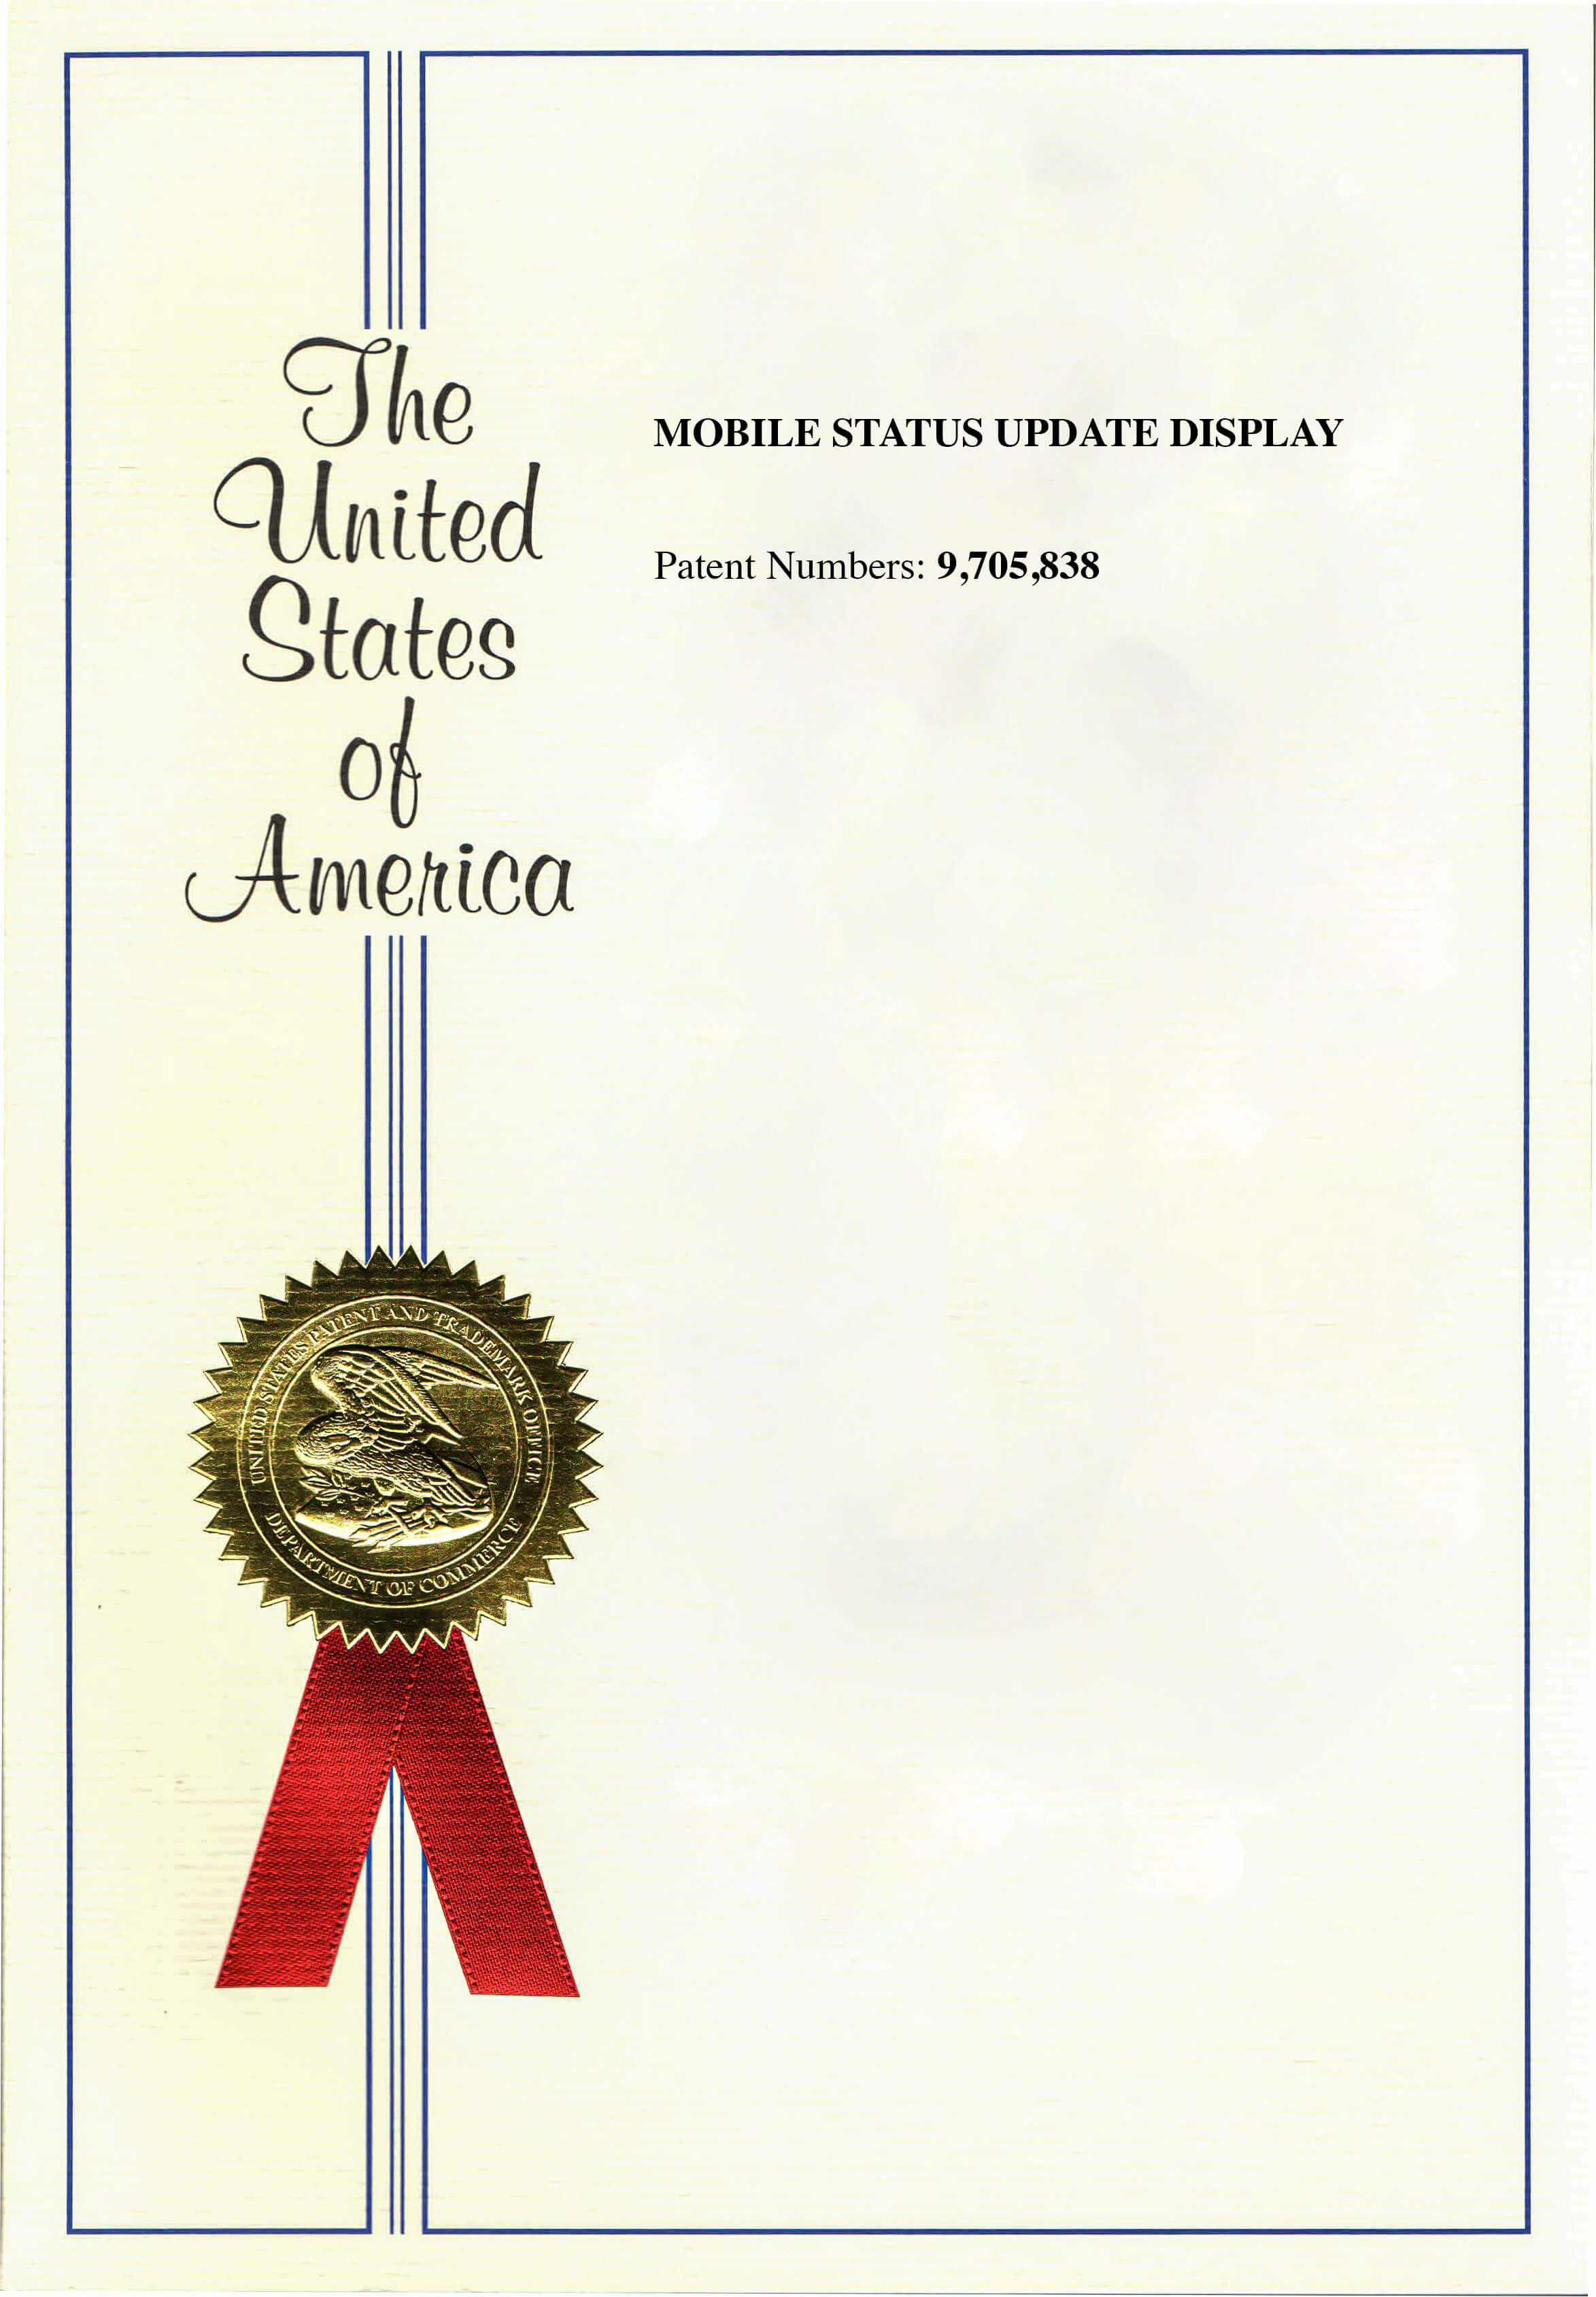 The
United
States
of
America
MOBILE STATUS UPDATE DISPLAY
Patent Numbers: 9,705,838
UNITED STATES PATENT AND TRADEMARK OFFICE
DEPARTMENT OF COMMERCE